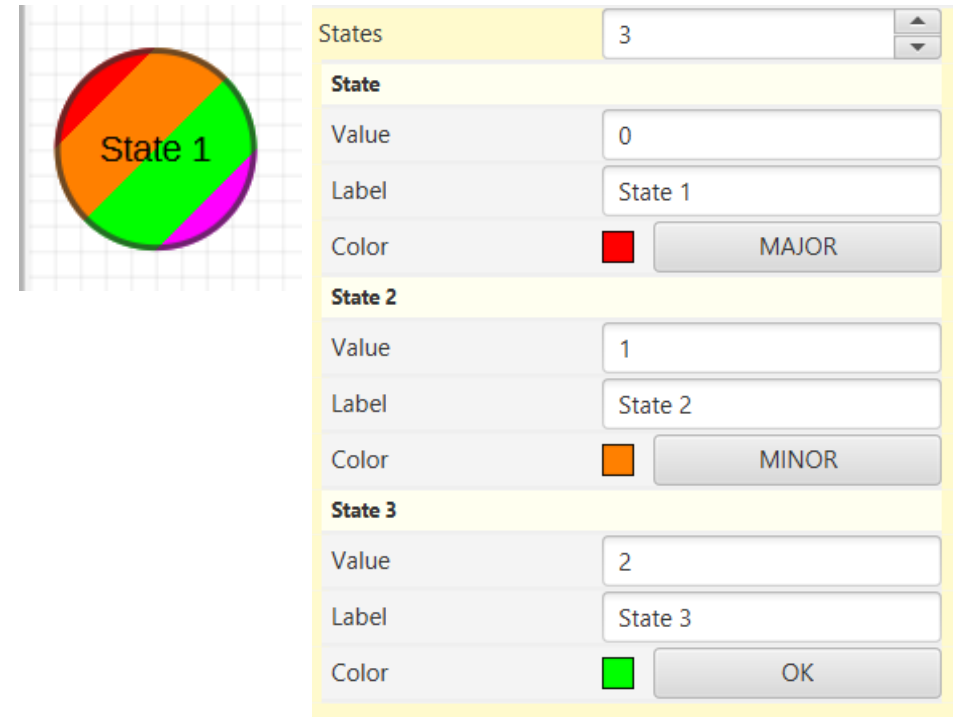 State 1
States 3
State
Value 0
Label State 1
Color MAJOR
State 2
Value 1
Label State 2
Color MINOR
State 3
Value 2
Label State 3
Color OK